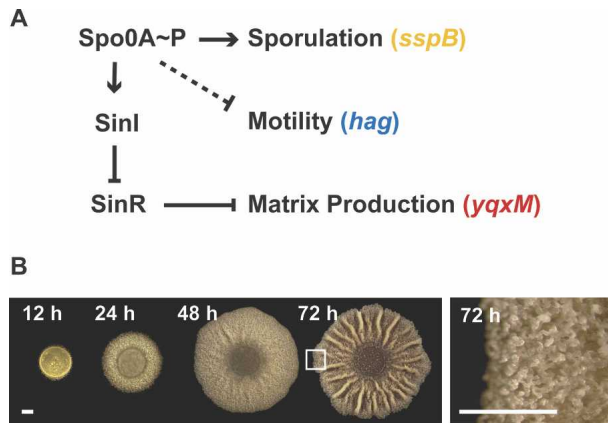 A
Spo0A~P Sporulation (sspB)
SinI Motility (hag)
SinR Matrix Production (yqxM)
B
12 h 24 h 48 h 72 h 72 h